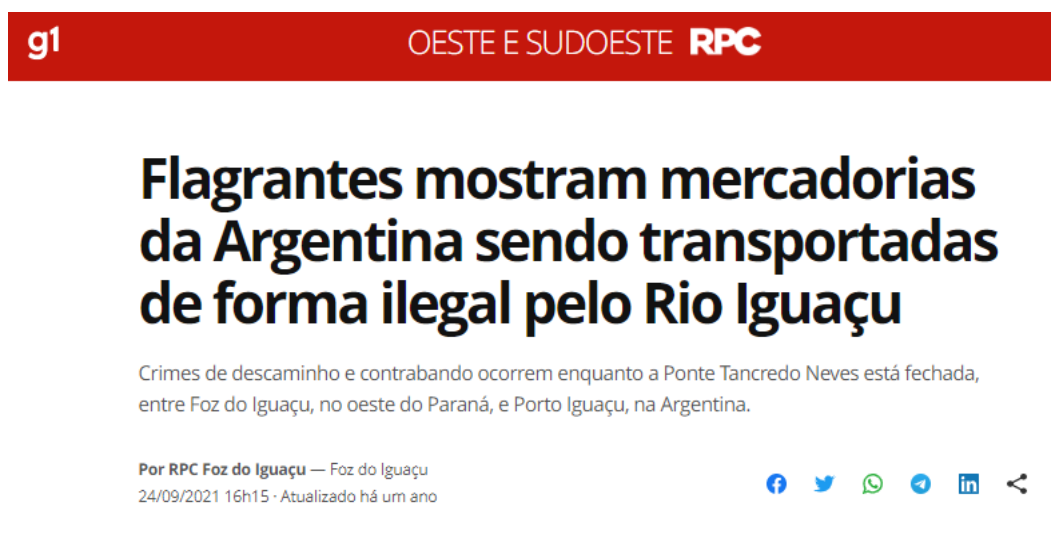 g1 OESTE E SUDOESTE RPC
Flagrantes mostram mercadorias
da Argentina sendo transportadas
de forma ilegal pelo Rio Iguaçu
Crimes de descaminho e contrabando ocorrem enquanto a Ponte Tancredo Neves está fechada,
entre Foz do Iguaçu, no oeste do Paraná, e Porto Iguaçu, na Argentina.
Por RPC Foz do Iguaçu — Foz do Iguaçu
24/09/2021 16h15 · Atualizado há um ano